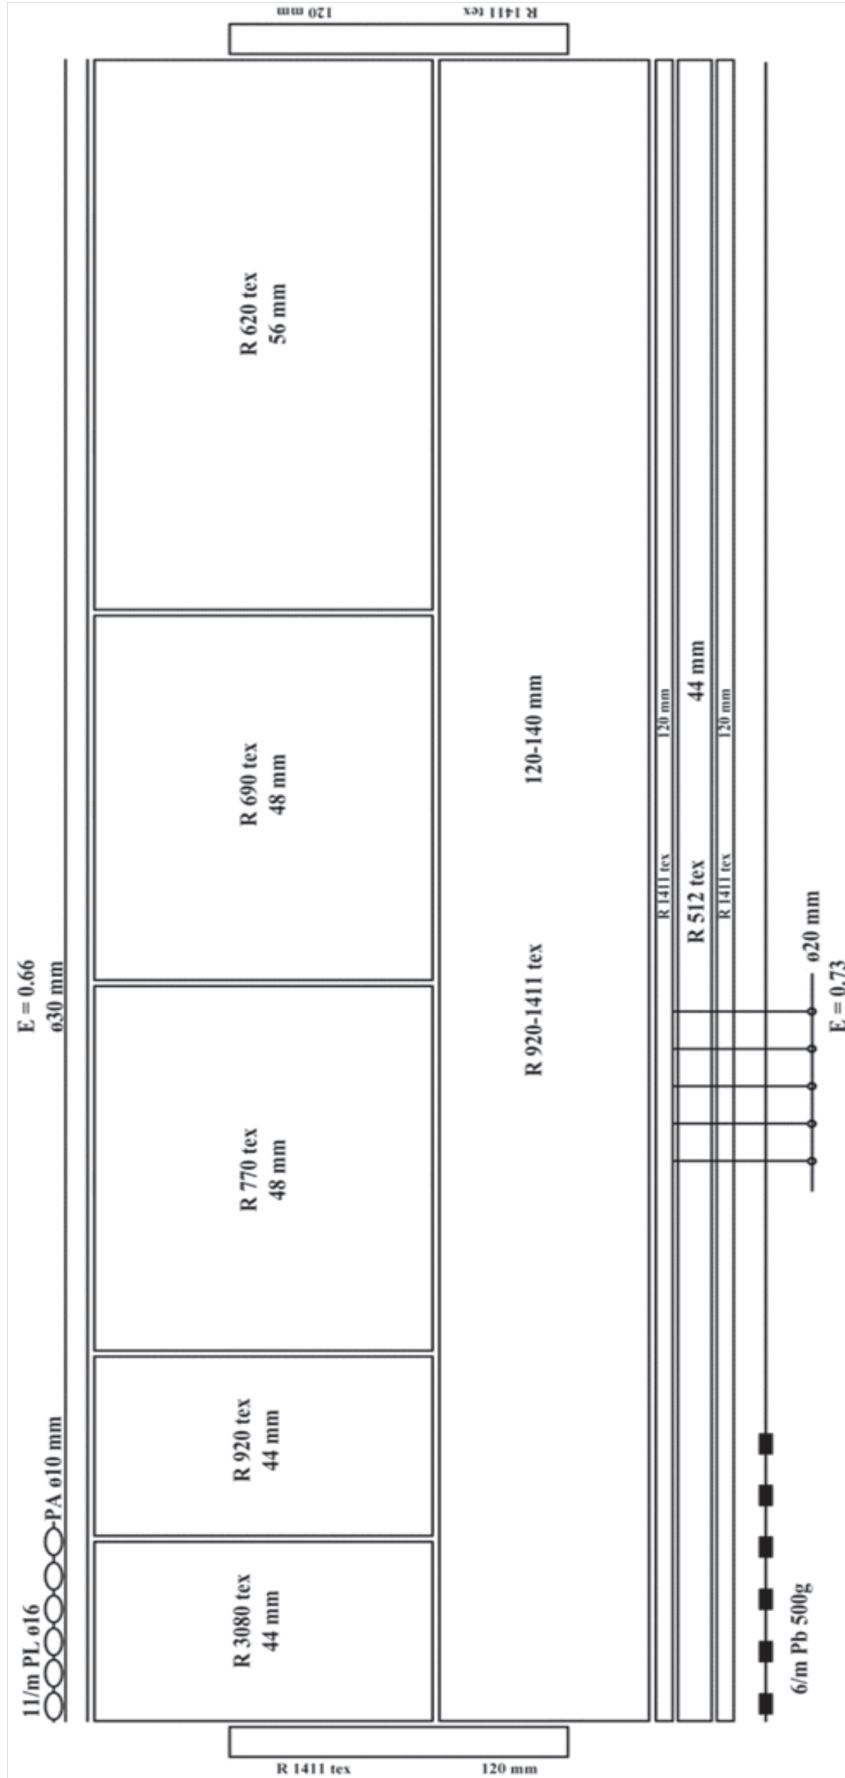 E = 0.66
ø30 mm
11/m PL ø16
PA ø10 mm
R 1411 tex
120 mm
R 3080 tex
44 mm
R 920 tex
44 mm
R 770 tex
48 mm
R 690 tex
48 mm
R 620 tex
56 mm
R 1411 tex
120 mm
R 920-1411 tex
120-140 mm
R 1411 tex
120 mm
R 512 tex
44 mm
R 1411 tex
120 mm
6/m Pb 500g
ø20 mm
E = 0.73